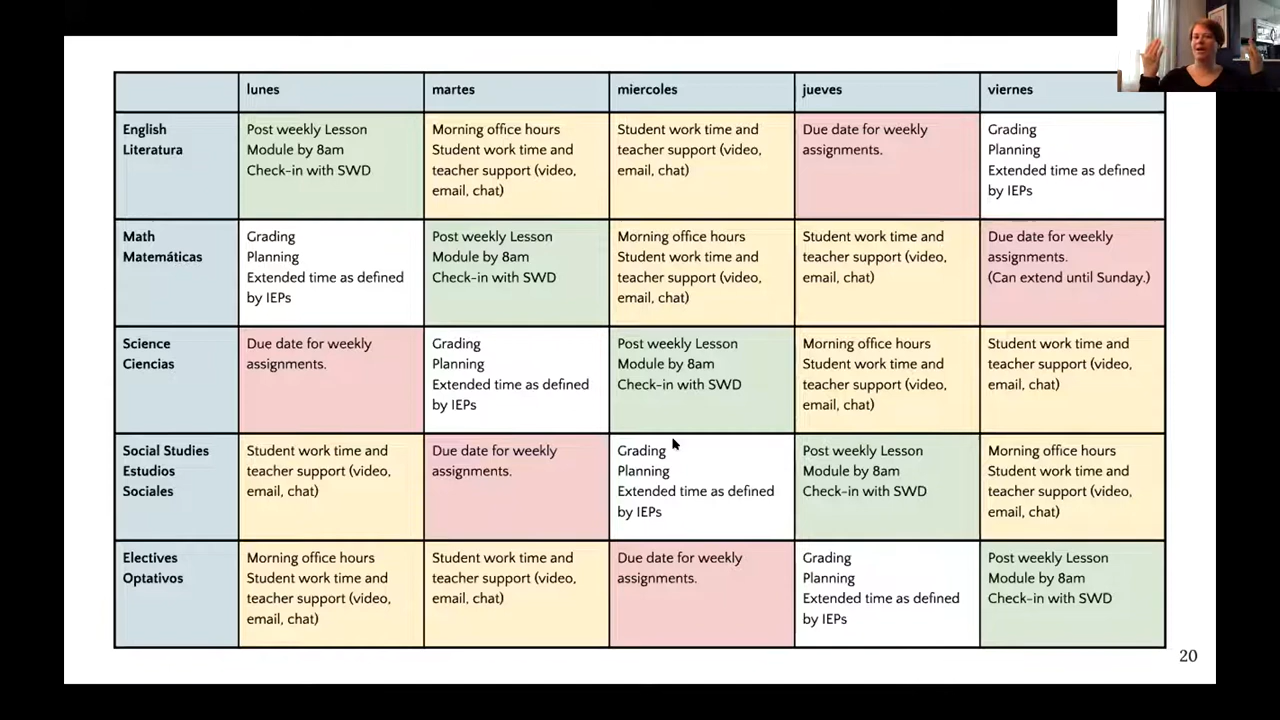 lunes
martes
miercoles
jueves
viernes
English
Literatura
Post weekly Lesson
Module by 8am
Check-in with SWD
Morning office hours
Student work time and
teacher support (video,
email, chat)
Student work time and
teacher support (video,
email, chat)
Due date for weekly
assignments.
Grading
Planning
Extended time as defined
by IEPs
Math
Matemáticas
Grading
Planning
Extended time as defined
by IEPs
Post weekly Lesson
Module by 8am
Check-in with SWD
Morning office hours
Student work time and
teacher support (video,
email, chat)
Student work time and
teacher support (video,
email, chat)
Due date for weekly
assignments.
(Can extend until Sunday.)
Science
Ciencias
Due date for weekly
assignments.
Grading
Planning
Extended time as defined
by IEPs
Post weekly Lesson
Module by 8am
Check-in with SWD
Morning office hours
Student work time and
teacher support (video,
email, chat)
Student work time and
teacher support (video,
email, chat)
Social Studies
Estudios
Sociales
Student work time and
teacher support (video,
email, chat)
Due date for weekly
assignments.
Grading
Planning
Extended time as defined
by IEPs
Post weekly Lesson
Module by 8am
Check-in with SWD
Morning office hours
Student work time and
teacher support (video,
email, chat)
Electives
Optativos
Morning office hours
Student work time and
teacher support (video,
email, chat)
Student work time and
teacher support (video,
email, chat)
Due date for weekly
assignments.
Grading
Planning
Extended time as defined
by IEPs
Post weekly Lesson
Module by 8am
Check-in with SWD
20